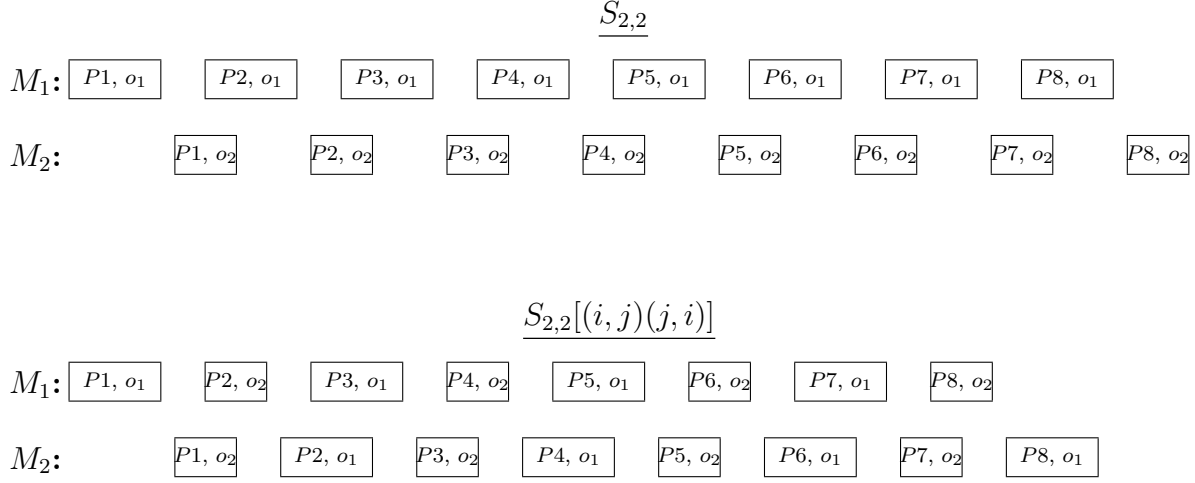 S₂,₂
M₁: P1, o₁ P2, o₁ P3, o₁ P4, o₁ P5, o₁ P6, o₁ P7, o₁ P8, o₁
M₂: P1, o₂ P2, o₂ P3, o₂ P4, o₂ P5, o₂ P6, o₂ P7, o₂ P8, o₂
S₂,₂[(i, j)(j, i)]
M₁: P1, o₁ P2, o₂ P3, o₁ P4, o₂ P5, o₁ P6, o₂ P7, o₁ P8, o₂
M₂: P1, o₂ P2, o₁ P3, o₂ P4, o₁ P5, o₂ P6, o₁ P7, o₂ P8, o₁